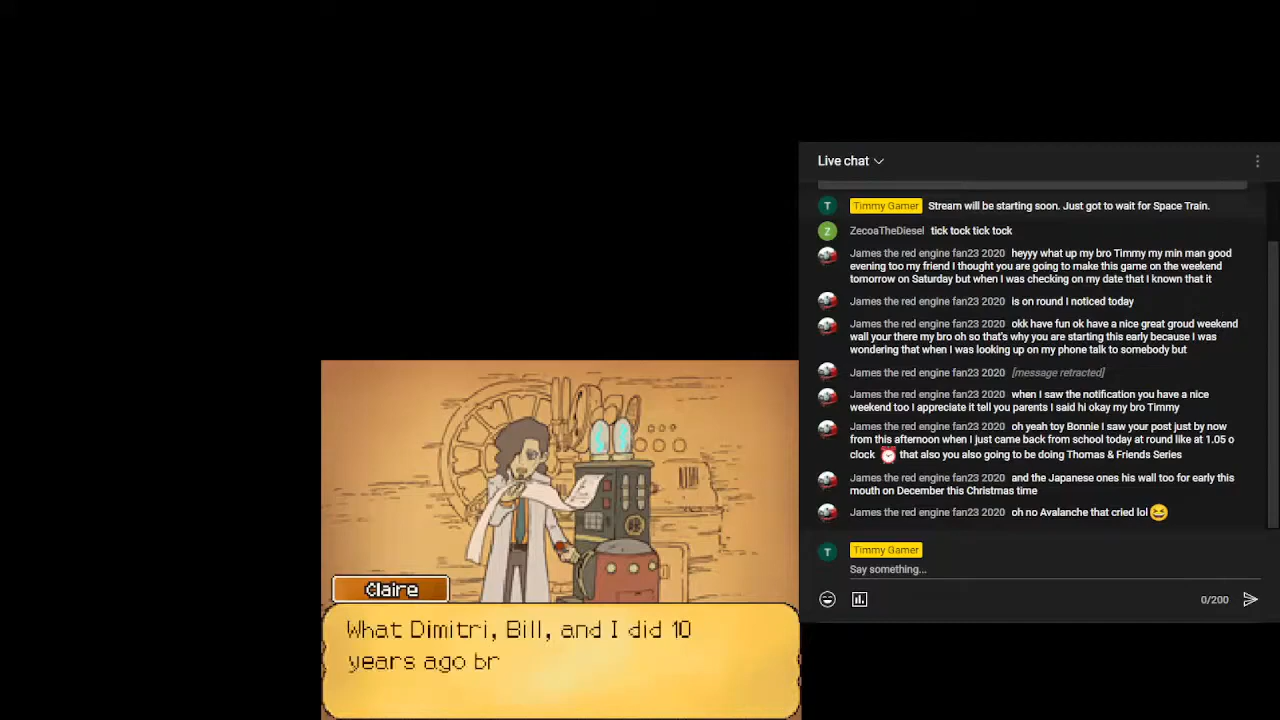 Live chat
T Timmy Gamer Stream will be starting soon. Just got to wait for Space Train.
Z ZecoaTheDiesel tick tock tick tock
James the red engine fan23 2020 heyyy what up my bro Timmy my min man good
evening too my friend I thought you are going to make this game on the weekend
tomorrow on Saturday but when I was checking on my date that I known that it
James the red engine fan23 2020 is on round I noticed today
James the red engine fan23 2020 okk have fun ok have a nice great groud weekend
wall your there my bro oh so that's why you are starting this early because I was
wondering that when I was looking up on my phone talk to somebody but
James the red engine fan23 2020 [message retracted]
James the red engine fan23 2020 when I saw the notification you have a nice
weekend too I appreciate it tell you parents I said hi okay my bro Timmy
James the red engine fan23 2020 oh yeah toy Bonnie I saw your post just by now
from this afternoon when I just came back from school today at round like at 1.05 o
clock ⏰ that also you also going to be doing Thomas & Friends Series
James the red engine fan23 2020 and the Japanese ones his wall too for early this
mouth on December this Christmas time
James the red engine fan23 2020 oh no Avalanche that cried lol 😆
T Timmy Gamer
Say something...
0/200
Claire
What Dimitri, Bill, and I did 10
years ago br